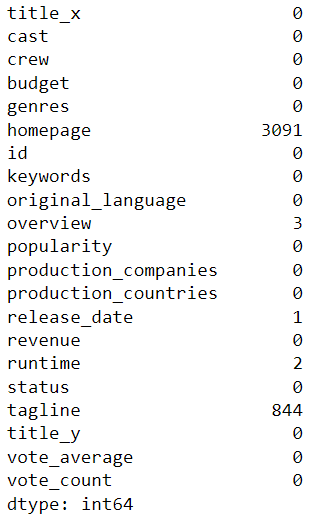 title_x 0
cast 0
crew 0
budget 0
genres 0
homepage 3091
id 0
keywords 0
original_language 0
overview 3
popularity 0
production_companies 0
production_countries 0
release_date 1
revenue 0
runtime 2
status 0
tagline 844
title_y 0
vote_average 0
vote_count 0
dtype: int64